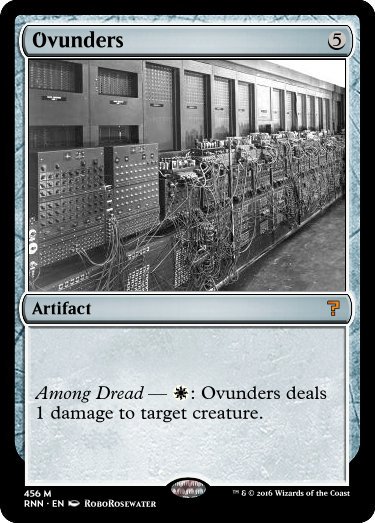 Ovunders 5
Artifact ?
Among Dread — : Ovunders deals
1 damage to target creature.
456 M
RNN • EN RoboRosewater
™ & © 2016 Wizards of the Coast